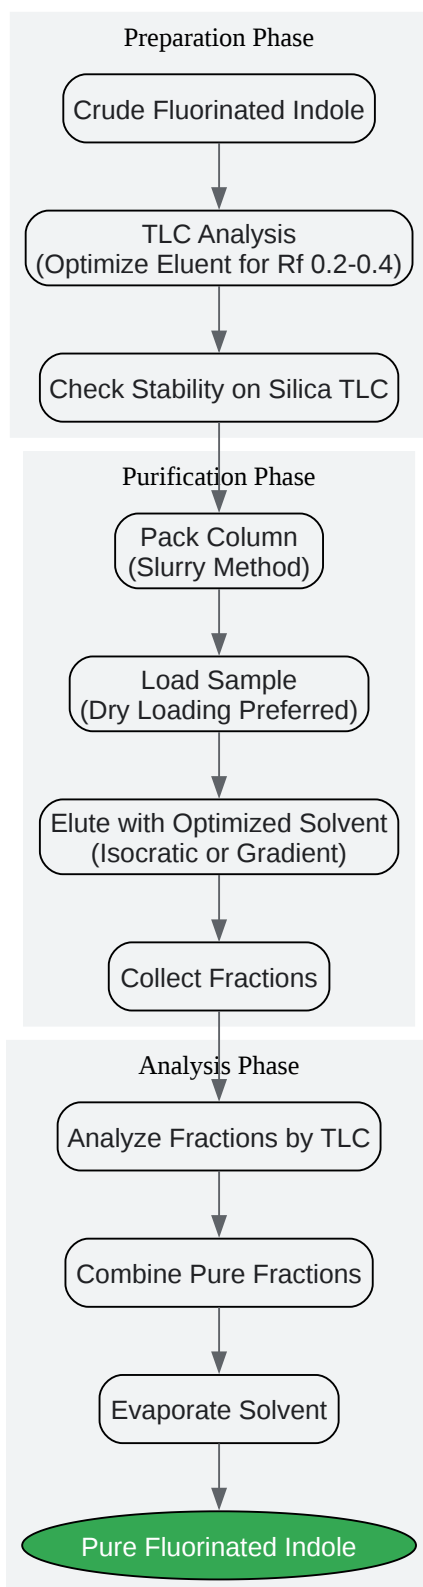 Preparation Phase
Crude Fluorinated Indole
TLC Analysis
(Optimize Eluent for Rf 0.2-0.4)
Check Stability on Silica TLC
Purification Phase
Pack Column
(Slurry Method)
Load Sample
(Dry Loading Preferred)
Elute with Optimized Solvent
(Isocratic or Gradient)
Collect Fractions
Analysis Phase
Analyze Fractions by TLC
Combine Pure Fractions
Evaporate Solvent
Pure Fluorinated Indole